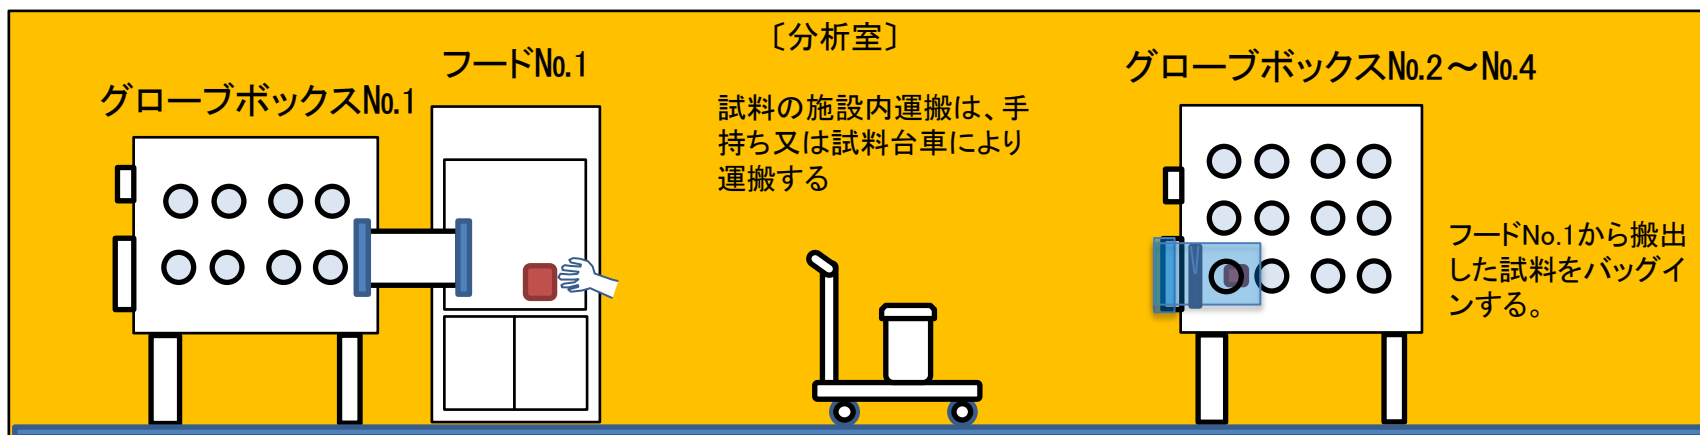 〔分析室〕
フード№1
グローブボックス№1
グローブボックス№2～№4
試料の施設内運搬は、手
持ち又は試料台車により
運搬する
フードNo.1から搬出
した試料をバッグイ
ンする。